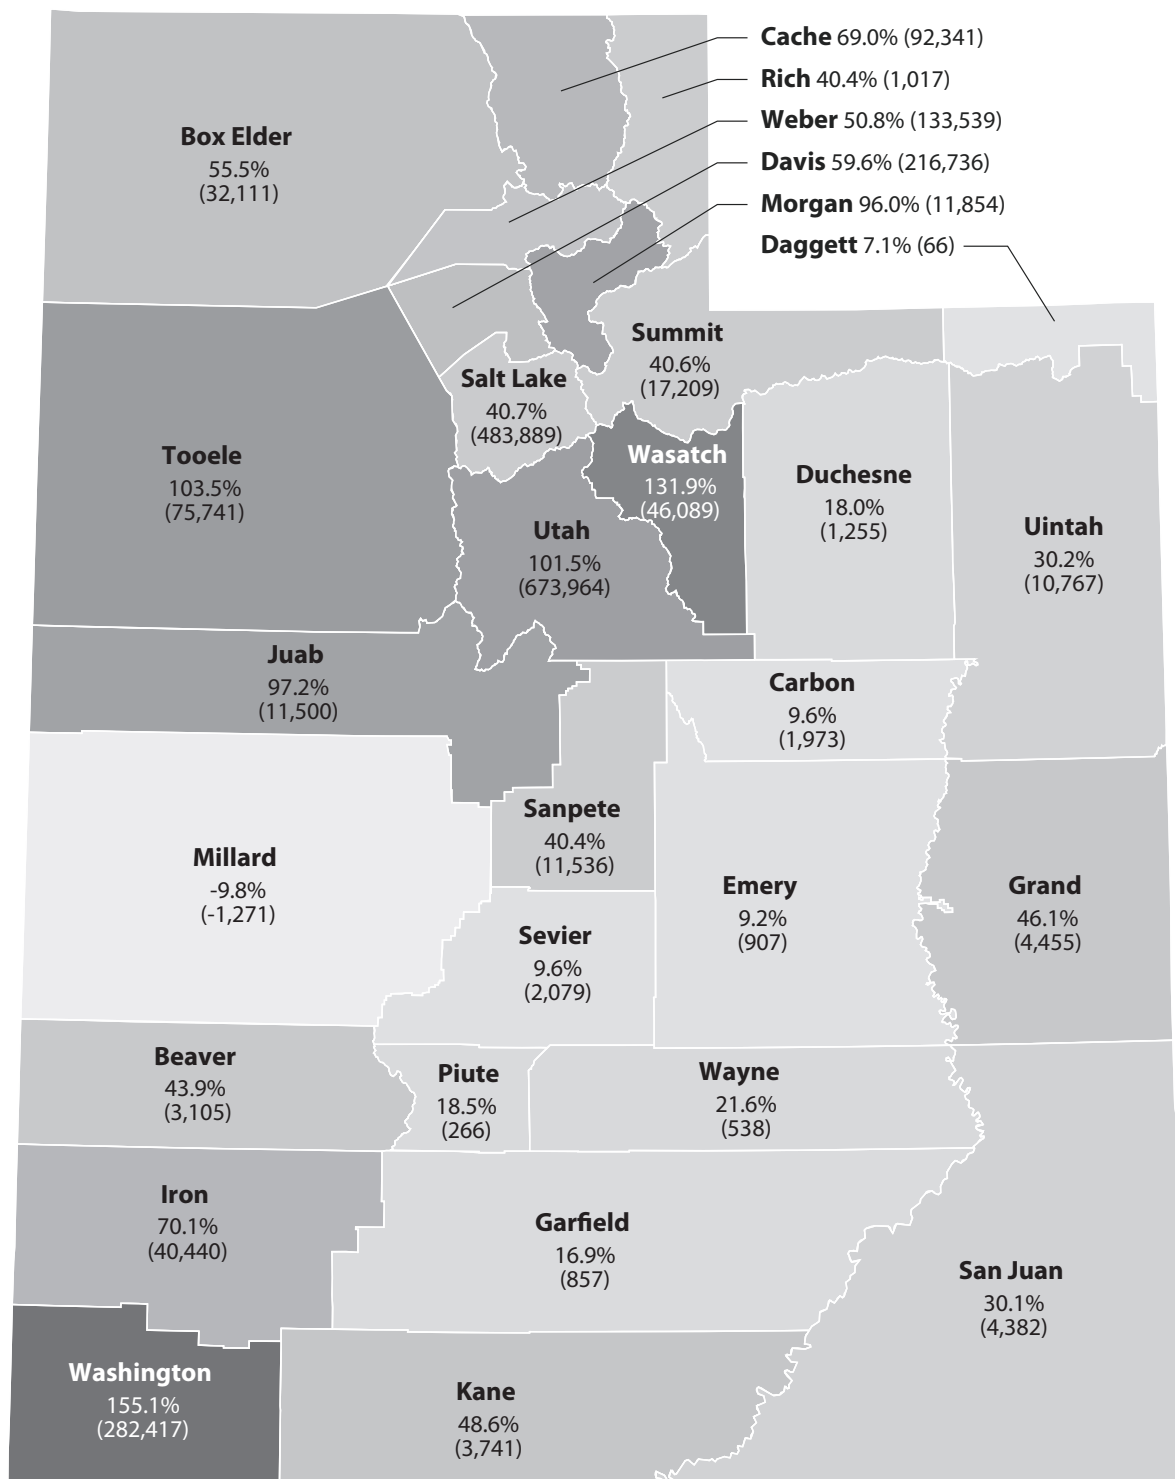 Cache 69.0% (92,341)
Rich 40.4% (1,017)
Weber 50.8% (133,539)
Davis 59.6% (216,736)
Morgan 96.0% (11,854)
Daggett 7.1% (66)
Box Elder
55.5%
(32,111)
Summit
40.6%
(17,209)
Salt Lake
40.7%
(483,889)
Tooele
103.5%
(75,741)
Wasatch
131.9%
(46,089)
Duchesne
18.0%
(1,255)
Utah
101.5%
(673,964)
Uintah
30.2%
(10,767)
Juab
97.2%
(11,500)
Carbon
9.6%
(1,973)
Sanpete
40.4%
(11,536)
Millard
-9.8%
(-1,271)
Emery
9.2%
(907)
Grand
46.1%
(4,455)
Sevier
9.6%
(2,079)
Beaver
43.9%
(3,105)
Piute
18.5%
(266)
Wayne
21.6%
(538)
Iron
70.1%
(40,440)
Garfield
16.9%
(857)
San Juan
30.1%
(4,382)
Washington
155.1%
(282,417)
Kane
48.6%
(3,741)